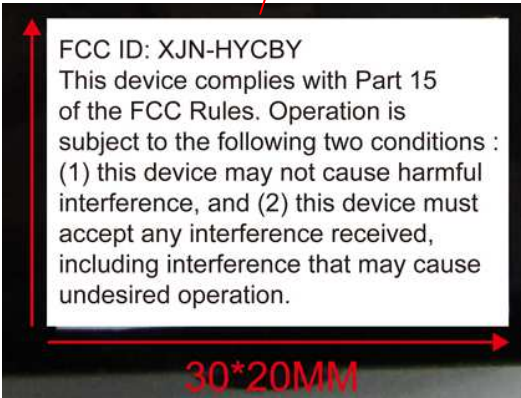 FCC ID: XJN-HYCBY
This device complies with Part 15
of the FCC Rules. Operation is
subject to the following two conditions :
(1) this device may not cause harmful
interference, and (2) this device must
accept any interference received,
including interference that may cause
undesired operation.
30*20MM